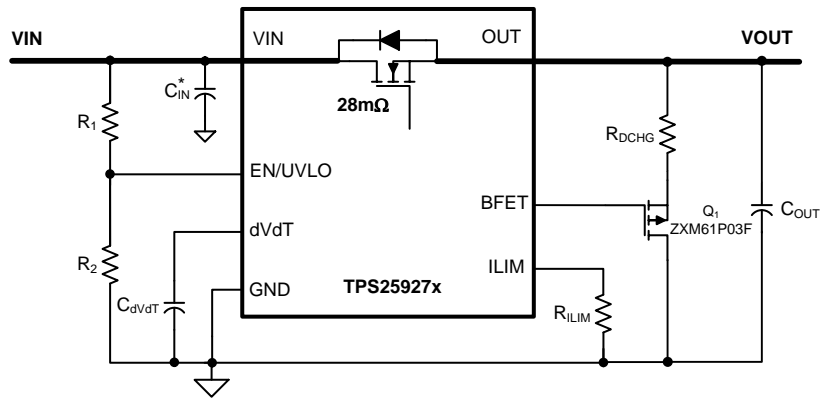 VIN
VIN
OUT
VOUT
C*IN
28mΩ
R1
RDCHG
EN/UVLO
BFET
Q1
ZXM61P03F
COUT
dVdT
R2
ILIM
CdVdT
GND
TPS25927x
RILIM